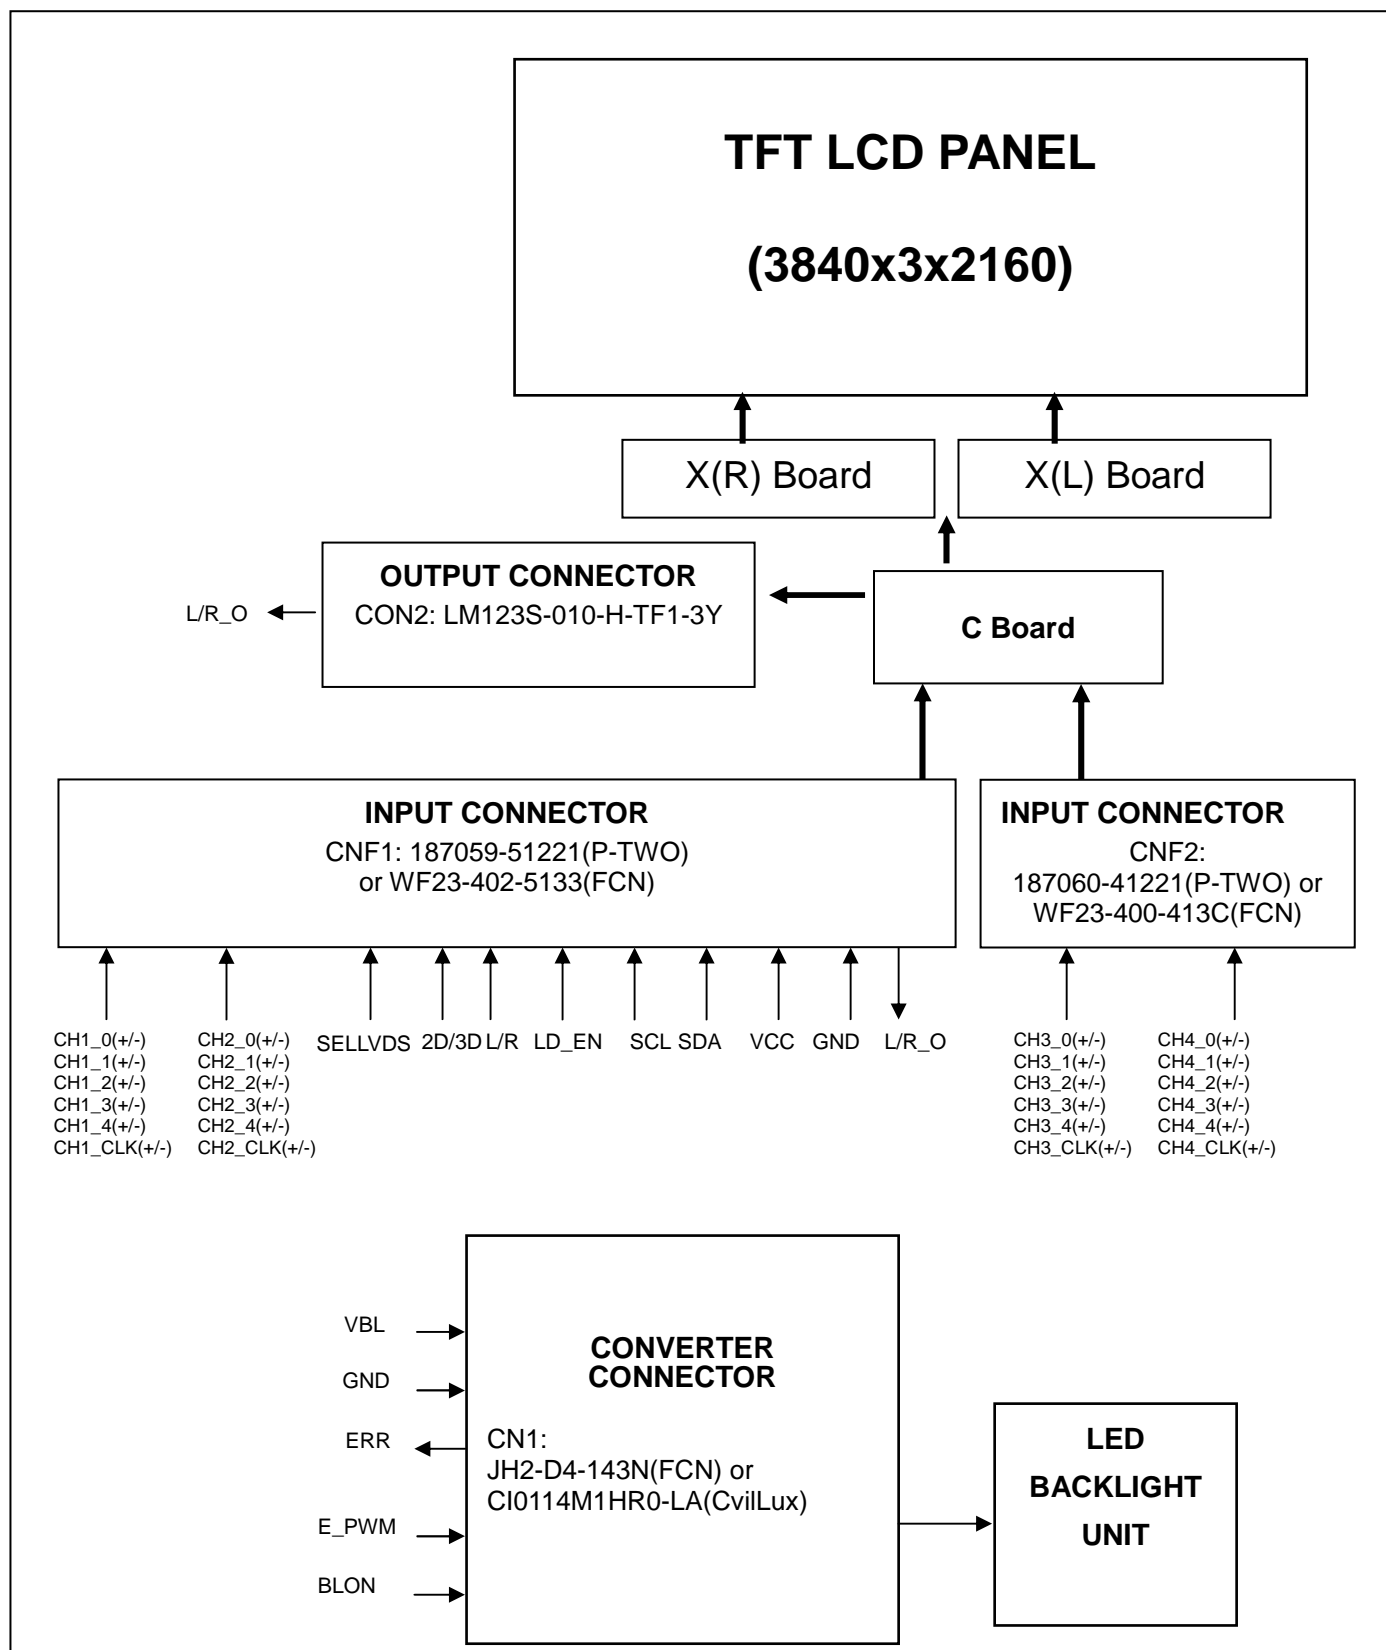 TFT LCD PANEL
(3840x3x2160)
X(R) Board
X(L) Board
OUTPUT CONNECTOR
CON2: LM123S-010-H-TF1-3Y
L/R_O
C Board
INPUT CONNECTOR
CNF1: 187059-51221(P-TWO)
or WF23-402-5133(FCN)
INPUT CONNECTOR
CNF2:
187060-41221(P-TWO) or
WF23-400-413C(FCN)
CH1_0(+/-)
CH1_1(+/-)
CH1_2(+/-)
CH1_3(+/-)
CH1_4(+/-)
CH1_CLK(+/-)
CH2_0(+/-)
CH2_1(+/-)
CH2_2(+/-)
CH2_3(+/-)
CH2_4(+/-)
CH2_CLK(+/-)
SELLVDS
2D/3D
L/R
LD_EN
SCL
SDA
VCC
GND
L/R_O
CH3_0(+/-)
CH3_1(+/-)
CH3_2(+/-)
CH3_3(+/-)
CH3_4(+/-)
CH3_CLK(+/-)
CH4_0(+/-)
CH4_1(+/-)
CH4_2(+/-)
CH4_3(+/-)
CH4_4(+/-)
CH4_CLK(+/-)
VBL
GND
ERR
E_PWM
BLON
CONVERTER
CONNECTOR
CN1:
JH2-D4-143N(FCN) or
CI0114M1HR0-LA(CvilLux)
LED
BACKLIGHT
UNIT